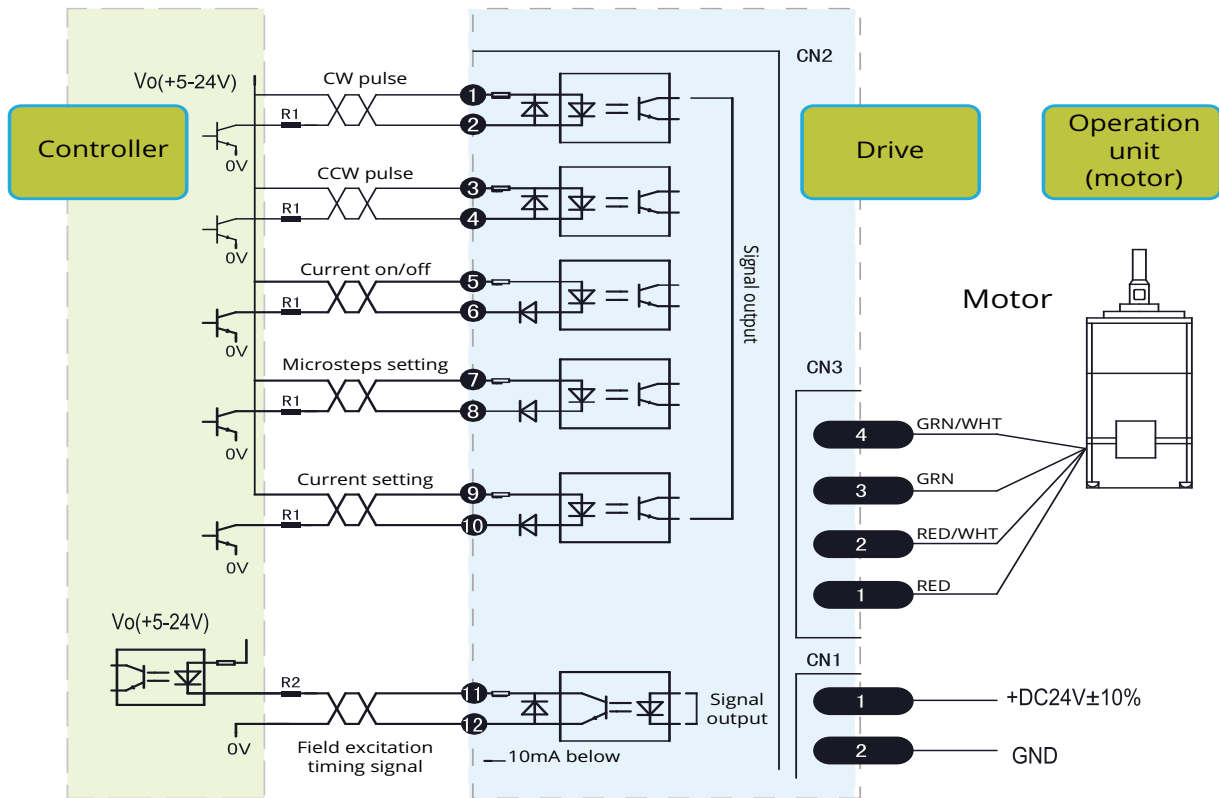 Controller
Drive
Operation
unit
(motor)
Vo(+5-24V)
CW pulse
R1
0V
1
2
CN2
CCW pulse
R1
0V
3
4
Current on/off
R1
0V
5
6
Microsteps setting
R1
0V
7
8
Current setting
R1
0V
9
10
Signal output
Motor
CN3
4
GRN/WHT
3
GRN
2
RED/WHT
1
RED
Vo(+5-24V)
R2
0V
Field excitation
timing signal
11
12
10mA below
Signal
output
CN1
1
+DC24V±10%
2
GND